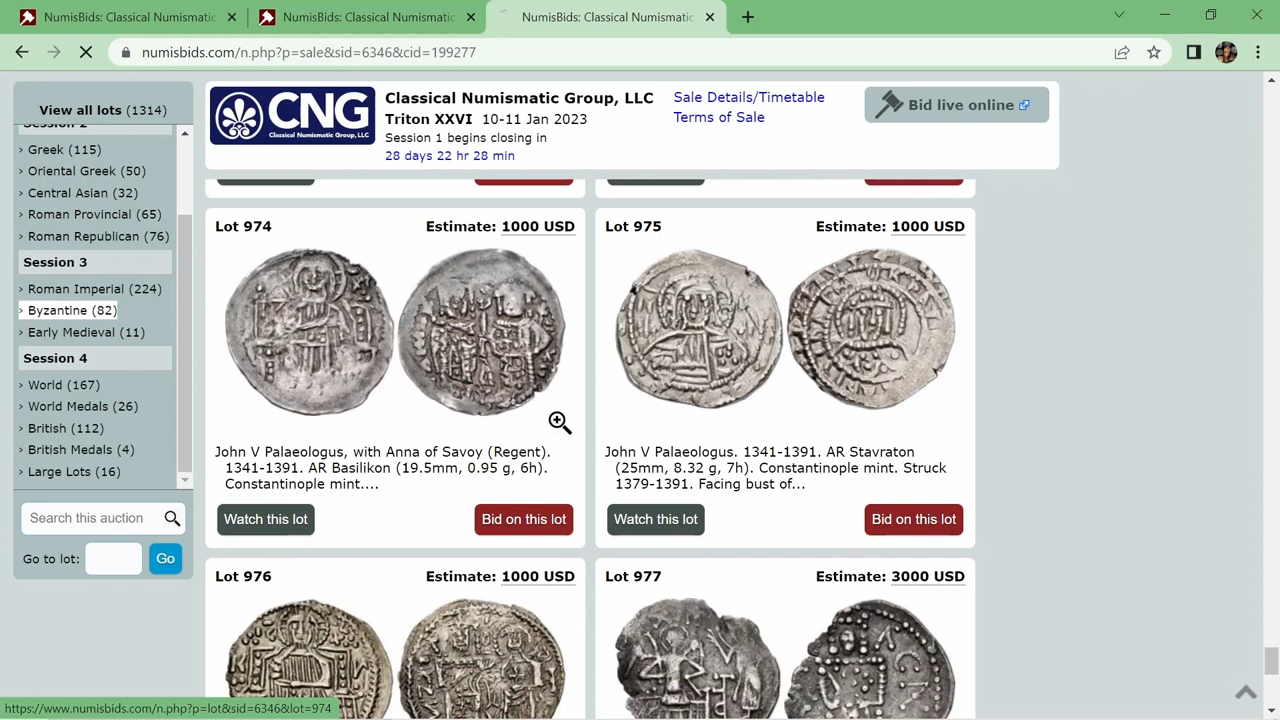 NumisBids: Classical Numismatic
NumisBids: Classical Numismatic
NumisBids: Classical Numismatic
numisbids.com/n.php?p=sale&sid=6346&cid=199277
View all lots (1314)
› Greek (115)
› Oriental Greek (50)
› Central Asian (32)
› Roman Provincial (65)
› Roman Republican (76)
Session 3
› Roman Imperial (224)
› Byzantine (82)
› Early Medieval (11)
Session 4
› World (167)
› World Medals (26)
› British (112)
› British Medals (4)
› Large Lots (16)
Search this auction
Go to lot:
Go
CNG
Classical Numismatic Group, LLC
Classical Numismatic Group, LLC
Triton XXVI 10-11 Jan 2023
Session 1 begins closing in
28 days 22 hr 28 min
Sale Details/Timetable
Terms of Sale
Bid live online
Lot 974
Estimate: 1000 USD
John V Palaeologus, with Anna of Savoy (Regent).
1341-1391. AR Basilikon (19.5mm, 0.95 g, 6h).
Constantinople mint....
Watch this lot
Bid on this lot
Lot 975
Estimate: 1000 USD
John V Palaeologus. 1341-1391. AR Stavraton
(25mm, 8.32 g, 7h). Constantinople mint. Struck
1379-1391. Facing bust of...
Watch this lot
Bid on this lot
Lot 976
Estimate: 1000 USD
Lot 977
Estimate: 3000 USD
https://www.numisbids.com/n.php?p=lot&sid=6346&lot=974